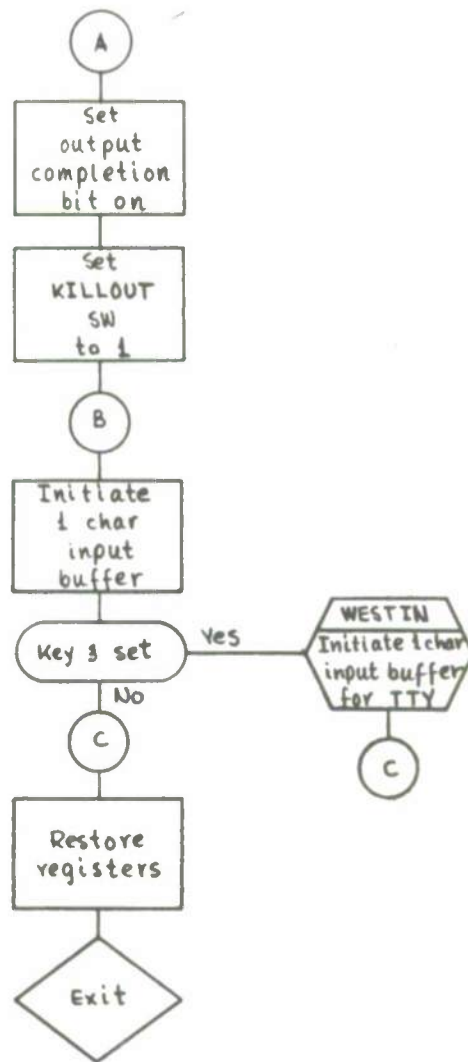 A
Set
output
completion
bit on
Set
KILLOUT
SW
to 1
B
Initiate
1 char
input
buffer
Key 3 set
Yes
WESTIN
Initiate 1 char
input buffer
for TTY
No
C
C
Restore
registers
Exit